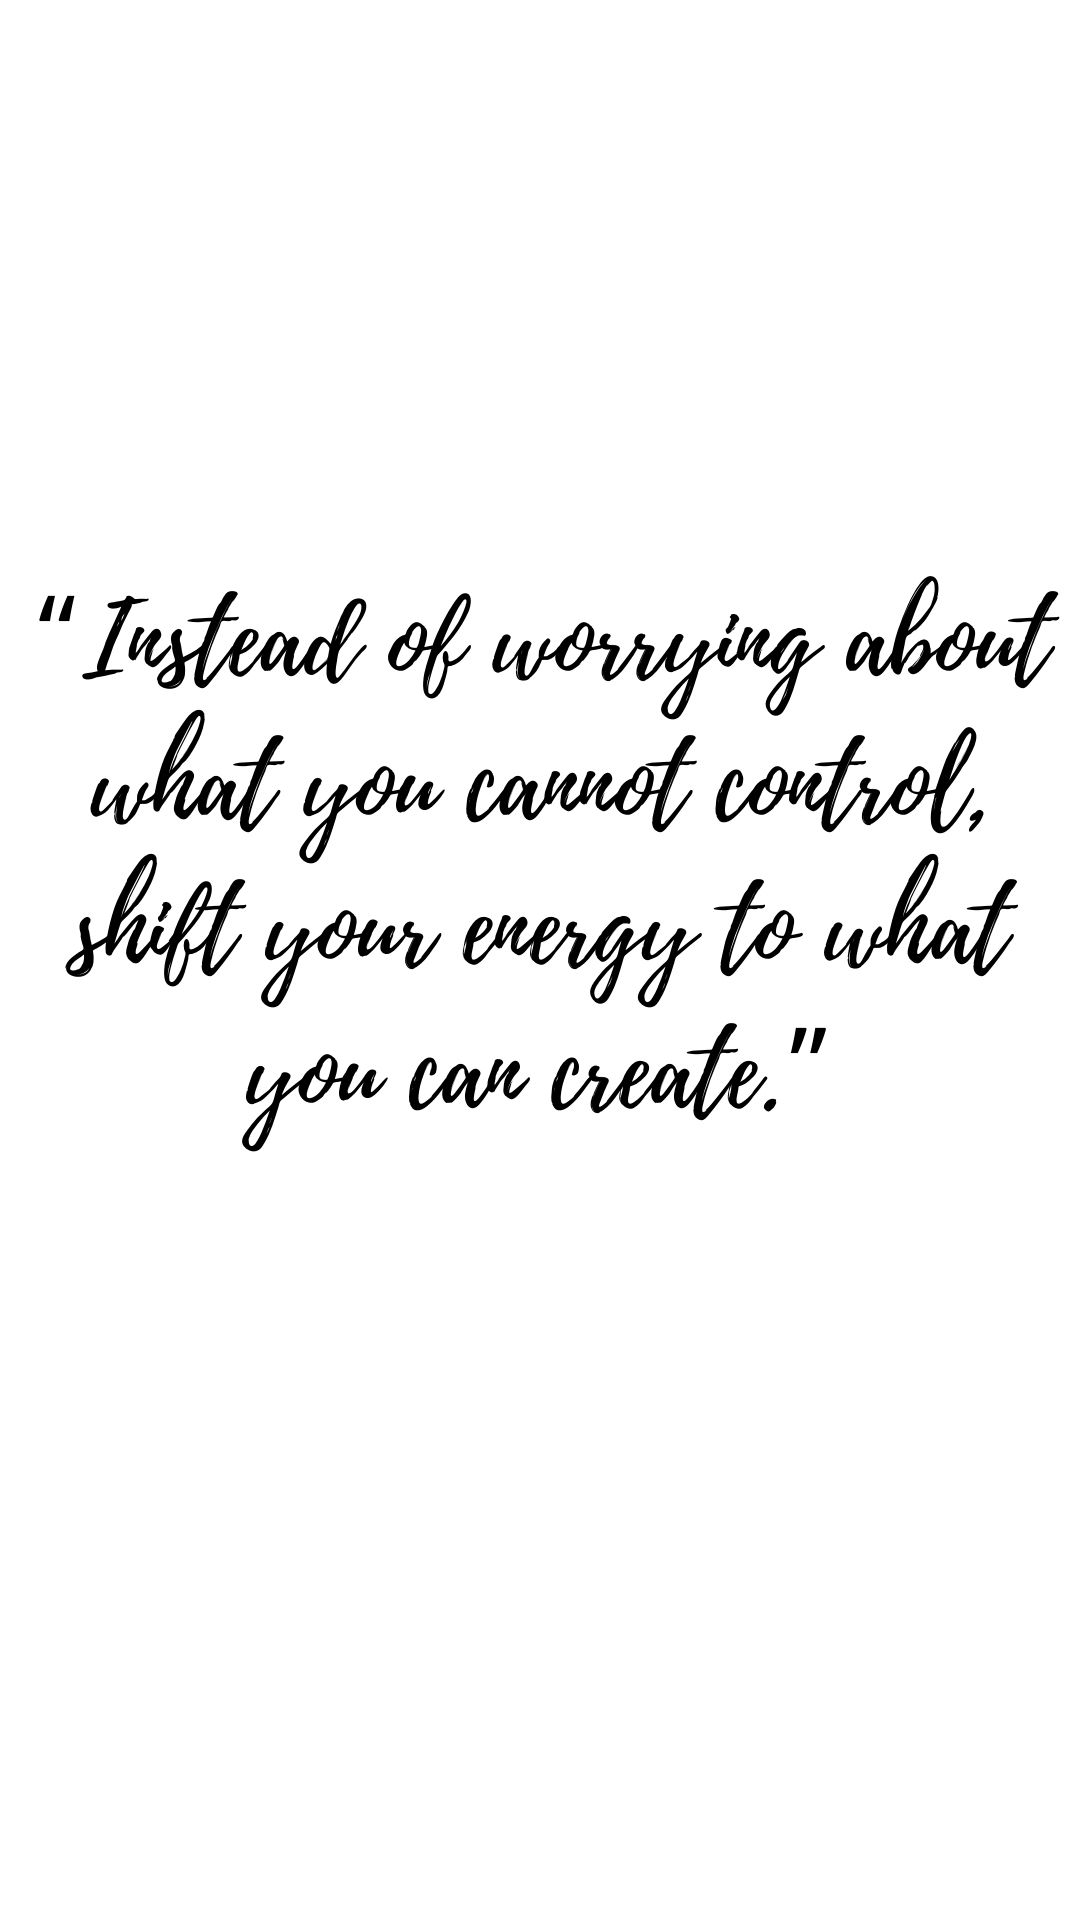 “Instead of worrying about
what you cannot control,
shift your energy to what
you can create.”